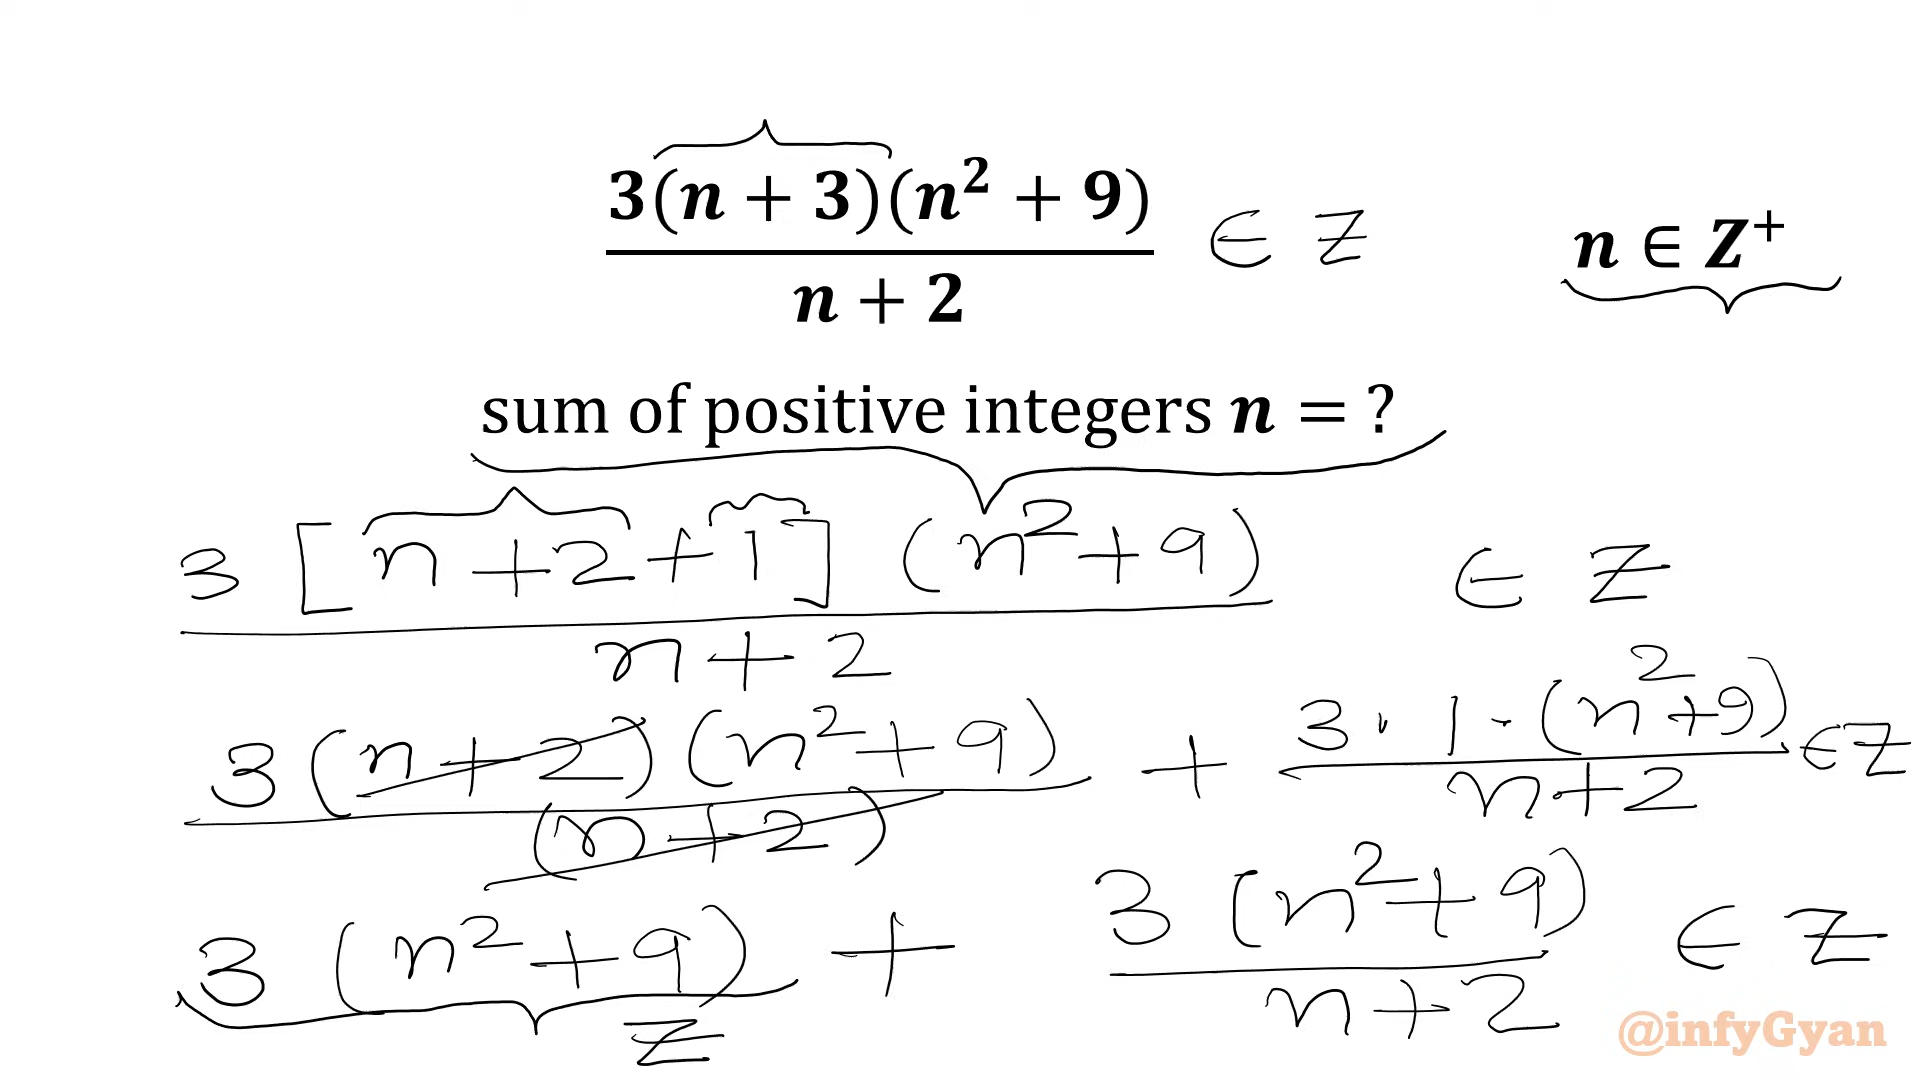 3(n + 3)(n² + 9)
n + 2
∈ Z
n ∈ Z⁺
sum of positive integers n = ?
3 [n+2+1] (n²+9)
n+2
∈ Z
3(n+2)(n²+9)
(n+2)
+
3·1·(n²+9)
n+2
∈ Z
3(n²+9)
Z
+
3(n²+9)
n+2
∈ Z
@infyGyan